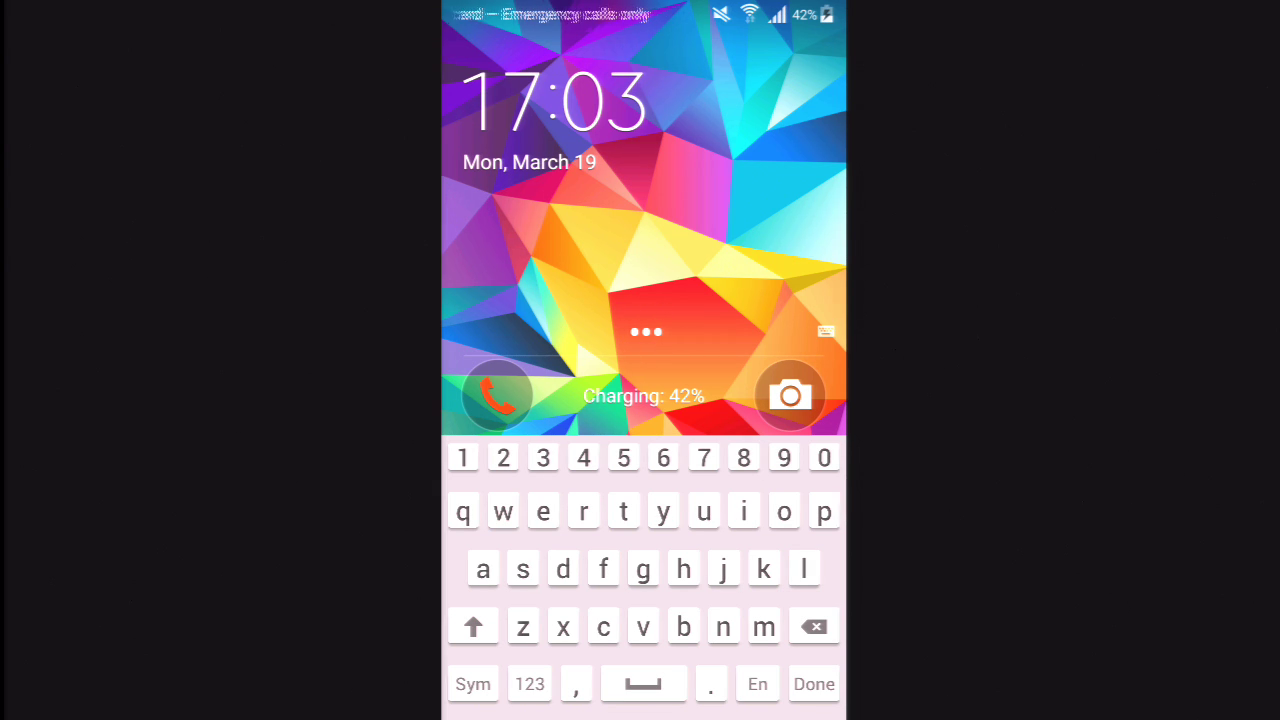 card – Emergency calls only 42%
17:03
Mon, March 19
Charging: 42%
1 2 3 4 5 6 7 8 9 0
q w e r t y u i o p
a s d f g h j k l
z x c v b n m
Sym 123 , . En Done